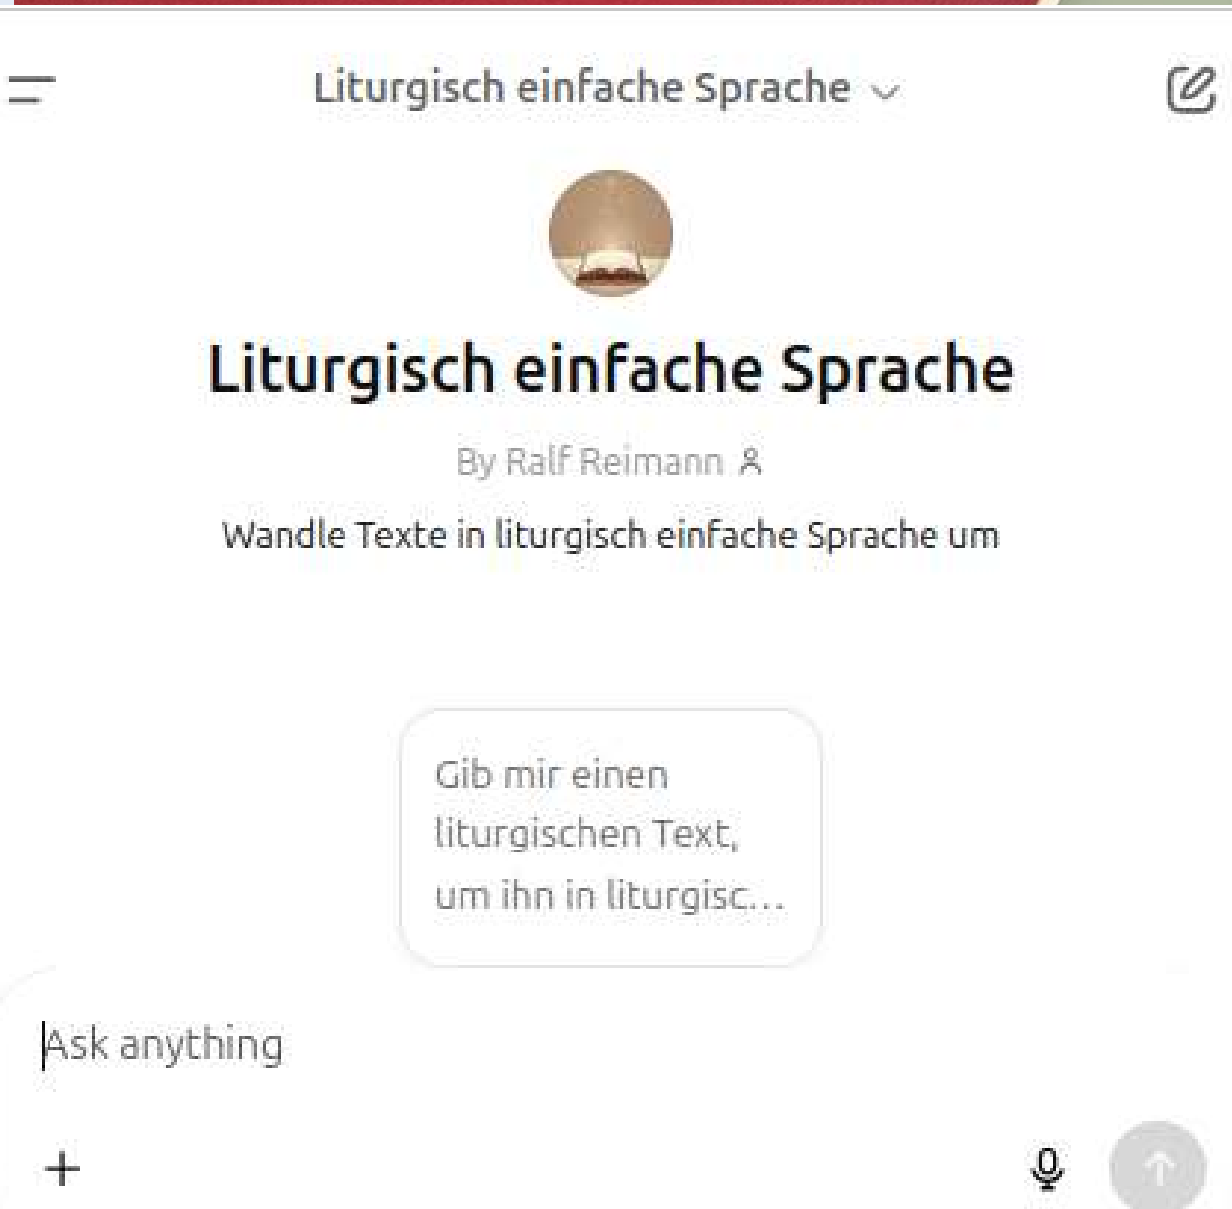 Liturgisch einfache Sprache
Liturgisch einfache Sprache
By Ralf Reimann
Wandle Texte in liturgisch einfache Sprache um
Gib mir einen
liturgischen Text,
um ihn in liturgisc...
Ask anything